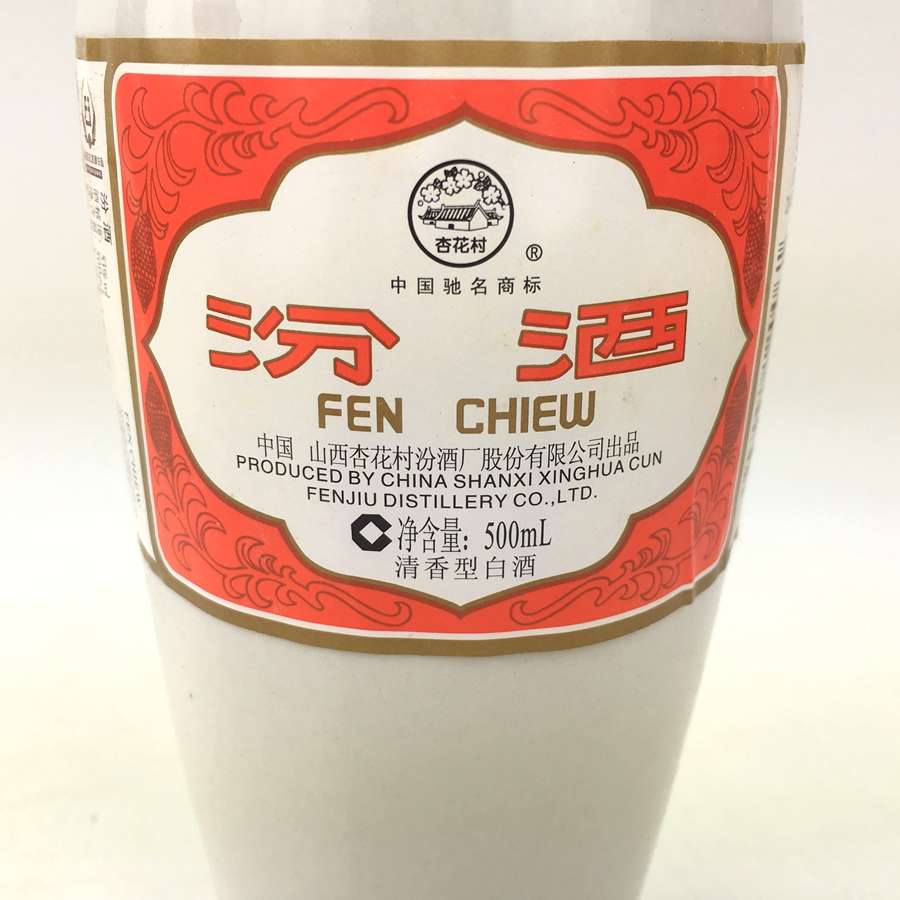 杏花村
®
中国驰名商标
汾 酒
FEN CHIEW
中国 山西杏花村汾酒厂股份有限公司出品
PRODUCED BY CHINA SHANXI XINGHUA CUN
FENJIU DISTILLERY CO.,LTD.
净含量: 500mL
清香型白酒
汾酒